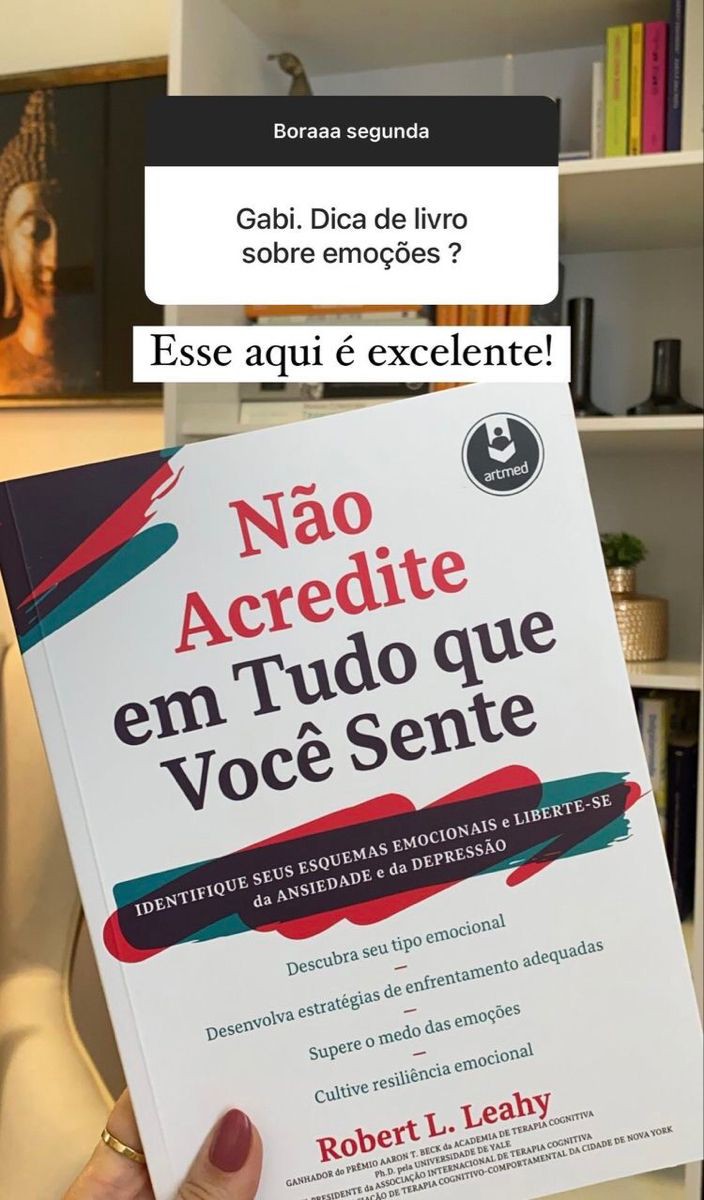 Boraaa segunda
Gabi. Dica de livro
sobre emoções ?
Esse aqui é excelente!
artmed
Não
Acredite
em Tudo que
Você Sente
IDENTIFIQUE SEUS ESQUEMAS EMOCIONAIS e LIBERTE-SE
da ANSIEDADE e da DEPRESSÃO
Descubra seu tipo emocional
Desenvolva estratégias de enfrentamento adequadas
Supere o medo das emoções
Cultive resiliência emocional
Robert L. Leahy
GANHADOR do PRÊMIO AARON T. BECK da ACADEMIA DE TERAPIA COGNITIVA
Ph.D. pela UNIVERSIDADE DE YALE
PRESIDENTE da ASSOCIAÇÃO INTERNACIONAL DE TERAPIA COGNITIVA
DE TERAPIA COGNITIVO-COMPORTAMENTAL DA CIDADE DE NOVA YORK